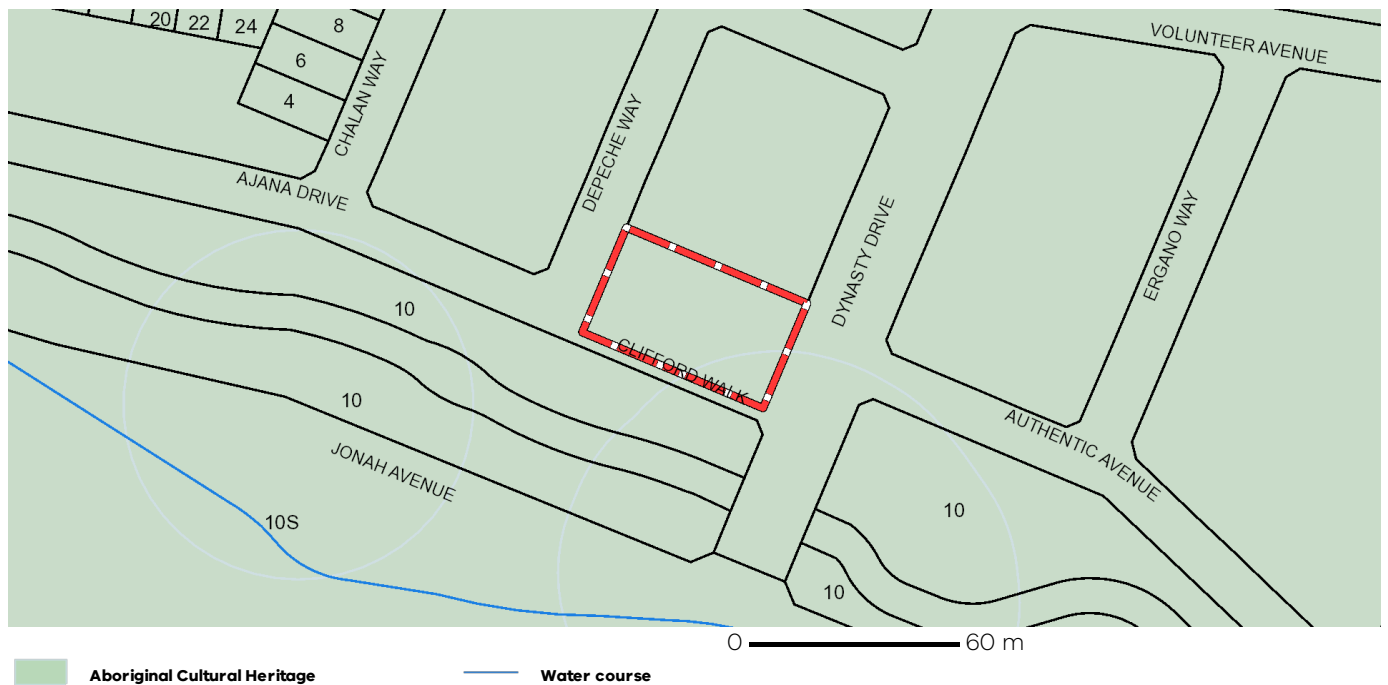 20 22 24 8
6
4
CHALAN WAY
VOLUNTEER AVENUE
DEPECHE WAY
AJANA DRIVE
DYNASTY DRIVE
ERGANO WAY
10
CLIFFORD WALK
10
JONAH AVENUE
AUTHENTIC AVENUE
10
10S
10
0 60 m
Aboriginal Cultural Heritage Water course